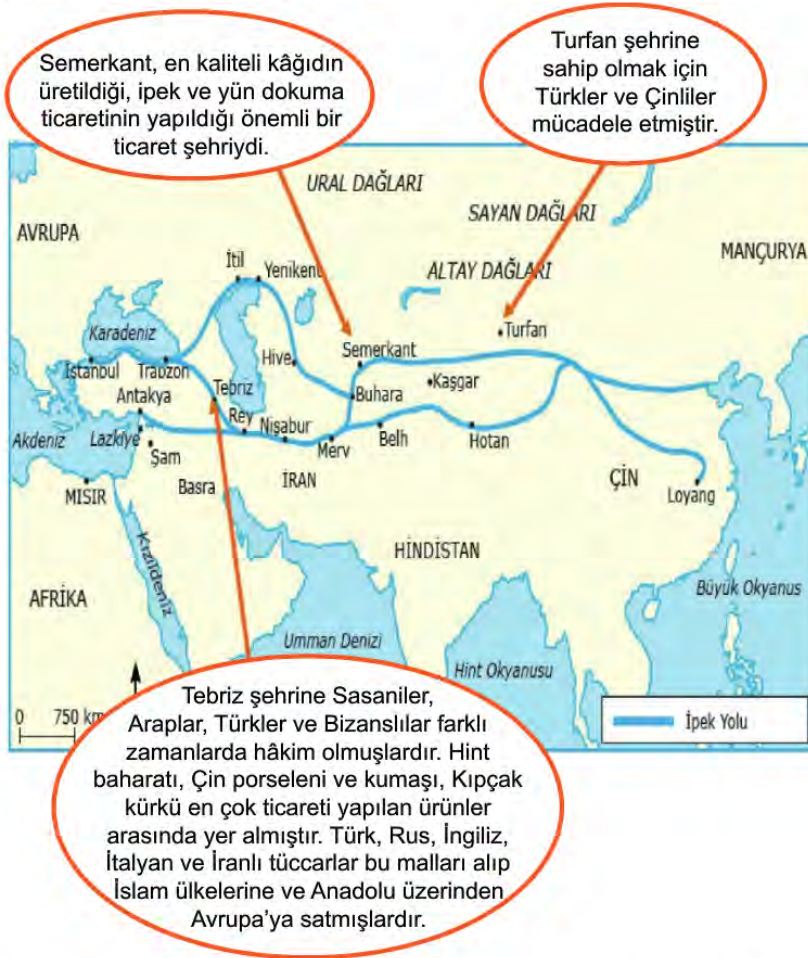 Semerkant, en kaliteli kâğıdın
üretildiği, ipek ve yün dokuma
ticaretinin yapıldığı önemli bir
ticaret şehriydi.
Turfan şehrine
sahip olmak için
Türkler ve Çinliler
mücadele etmiştir.
URAL DAĞLARI
SAYAN DAĞLARI
AVRUPA
MANÇURYA
İtil
Yenikent
ALTAY DAĞLARI
Karadeniz
Turfan
İstanbul
Trabzon
Hive
Semerkant
Kaşgar
Antakya
Tebriz
Buhara
Rey
Nişabur
Akdeniz
Lazkiye
Merv
Belh
Hotan
Şam
İRAN
ÇİN
MISIR
Basra
Loyang
Kızıldeniz
HİNDİSTAN
AFRİKA
Büyük Okyanus
Umman Denizi
Hint Okyanusu
0 750 km
İpek Yolu
Tebriz şehrine Sasaniler,
Araplar, Türkler ve Bizanslılar farklı
zamanlarda hâkim olmuşlardır. Hint
baharatı, Çin porseleni ve kumaşı, Kıpçak
kürkü en çok ticareti yapılan ürünler
arasında yer almıştır. Türk, Rus, İngiliz,
İtalyan ve İranlı tüccarlar bu malları alıp
İslam ülkelerine ve Anadolu üzerinden
Avrupa’ya satmışlardır.